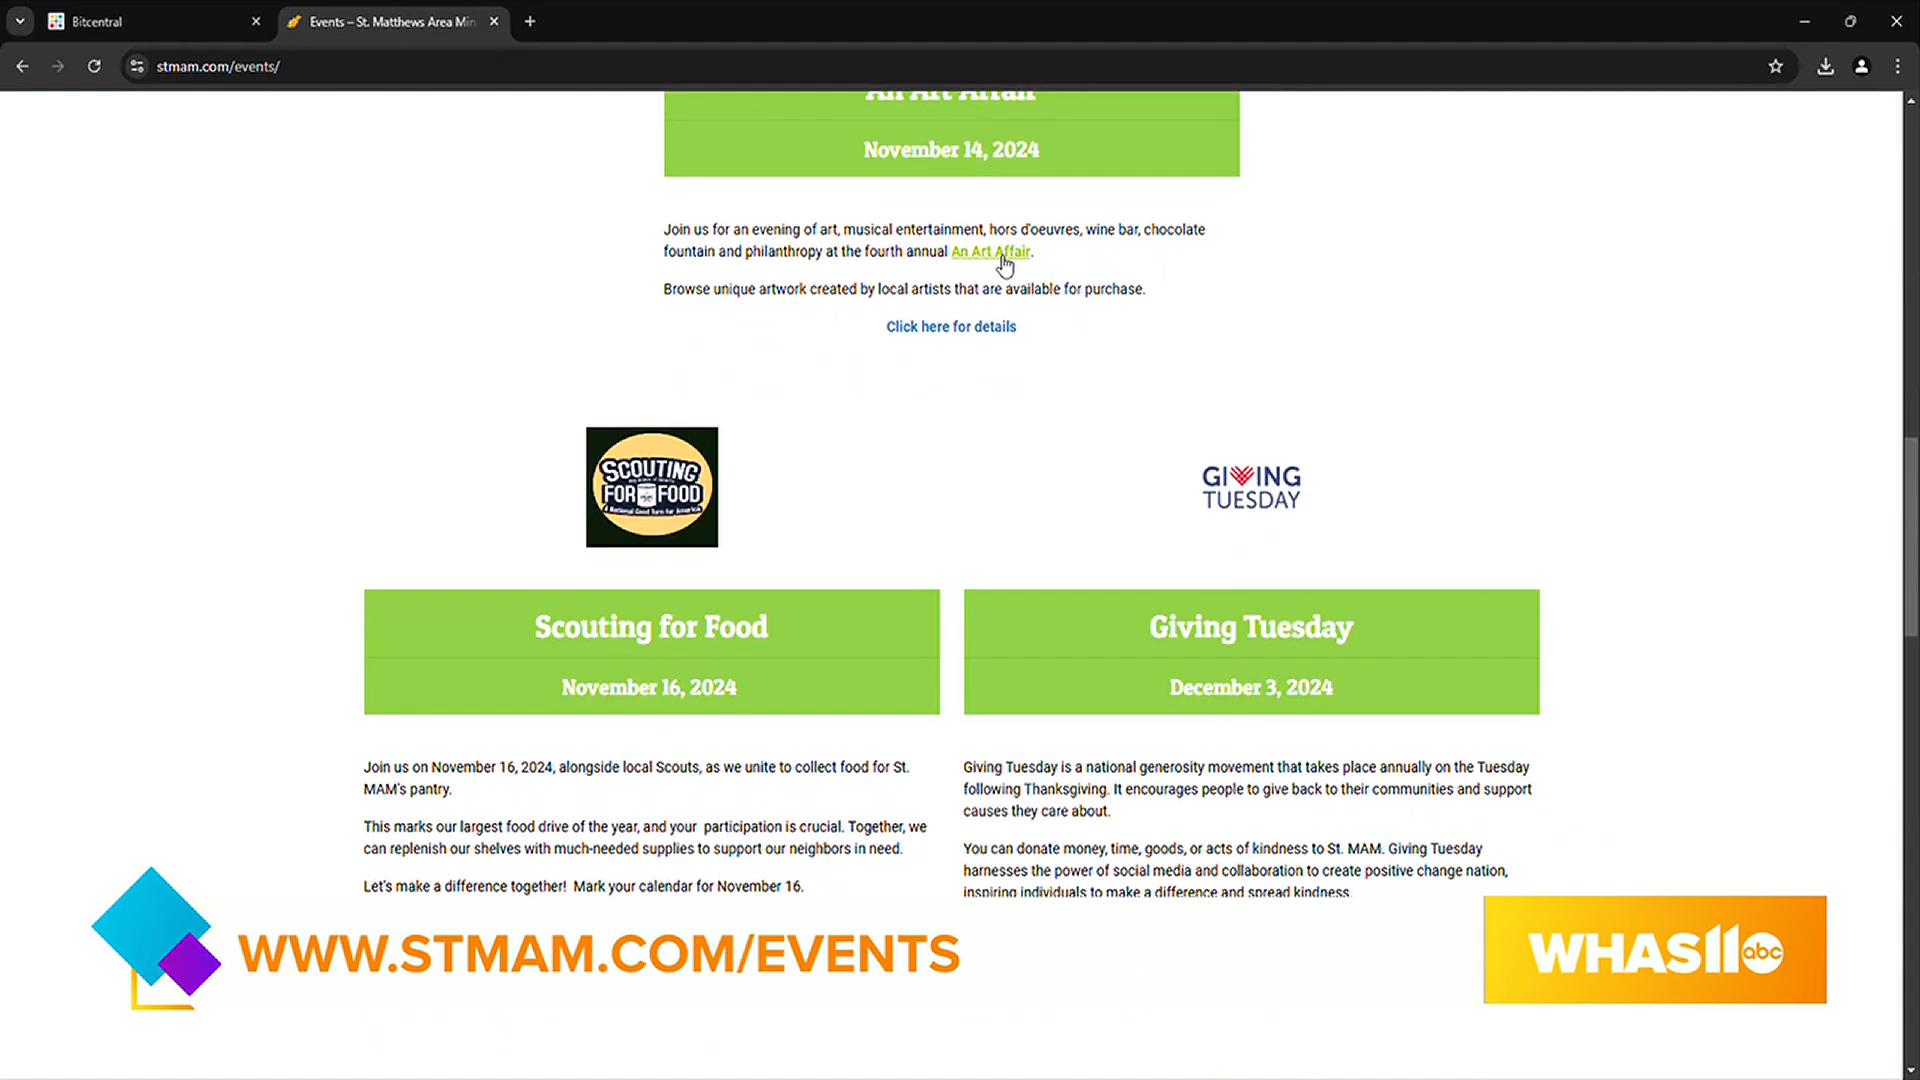 Bitcentral
Events – St. Matthews Area Min
stmam.com/events/
An Art Affair
November 14, 2024
Join us for an evening of art, musical entertainment, hors d'oeuvres, wine bar, chocolate
fountain and philanthropy at the fourth annual An Art Affair.
Browse unique artwork created by local artists that are available for purchase.
Click here for details
SCOUTING
FOR FOOD
A National Good Turn for America
GIVING
TUESDAY
Scouting for Food
November 16, 2024
Join us on November 16, 2024, alongside local Scouts, as we unite to collect food for St.
MAM's pantry.
This marks our largest food drive of the year, and your participation is crucial. Together, we
can replenish our shelves with much-needed supplies to support our neighbors in need.
Let's make a difference together! Mark your calendar for November 16.
Giving Tuesday
December 3, 2024
Giving Tuesday is a national generosity movement that takes place annually on the Tuesday
following Thanksgiving. It encourages people to give back to their communities and support
causes they care about.
You can donate money, time, goods, or acts of kindness to St. MAM. Giving Tuesday
harnesses the power of social media and collaboration to create positive change nation,
inspiring individuals to make a difference and spread kindness.
WWW.STMAM.COM/EVENTS
WHAS11 abc